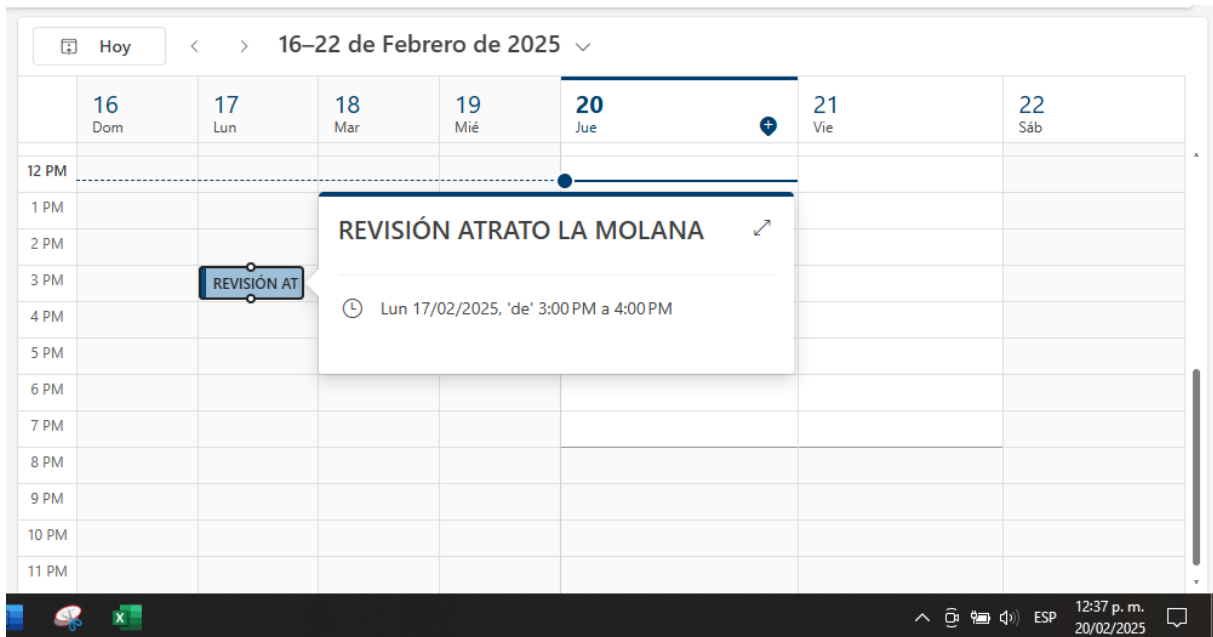 Hoy
16–22 de Febrero de 2025
16 17 18 19 20 21 22
Dom Lun Mar Mié Jue Vie Sáb
12 PM
1 PM
REVISIÓN ATRATO LA MOLANA
2 PM
3 PM
REVISIÓN AT
Lun 17/02/2025, 'de' 3:00 PM a 4:00 PM
4 PM
5 PM
6 PM
7 PM
8 PM
9 PM
10 PM
11 PM
ESP
12:37 p. m.
20/02/2025